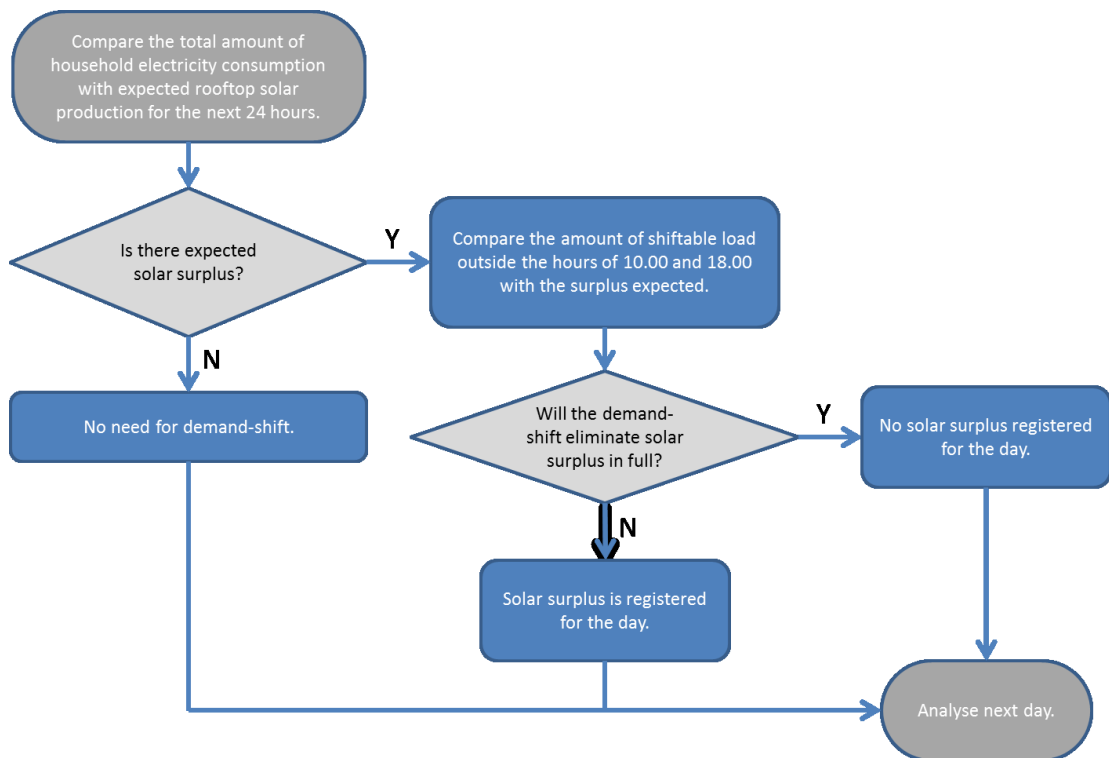 Compare the total amount of
household electricity consumption
with expected rooftop solar
production for the next 24 hours.
Is there expected
solar surplus?
Y
Compare the amount of shiftable load
outside the hours of 10.00 and 18.00
with the surplus expected.
N
No need for demand-shift.
Will the demand-
shift eliminate solar
surplus in full?
Y
No solar surplus registered
for the day.
N
Solar surplus is registered
for the day.
Analyse next day.